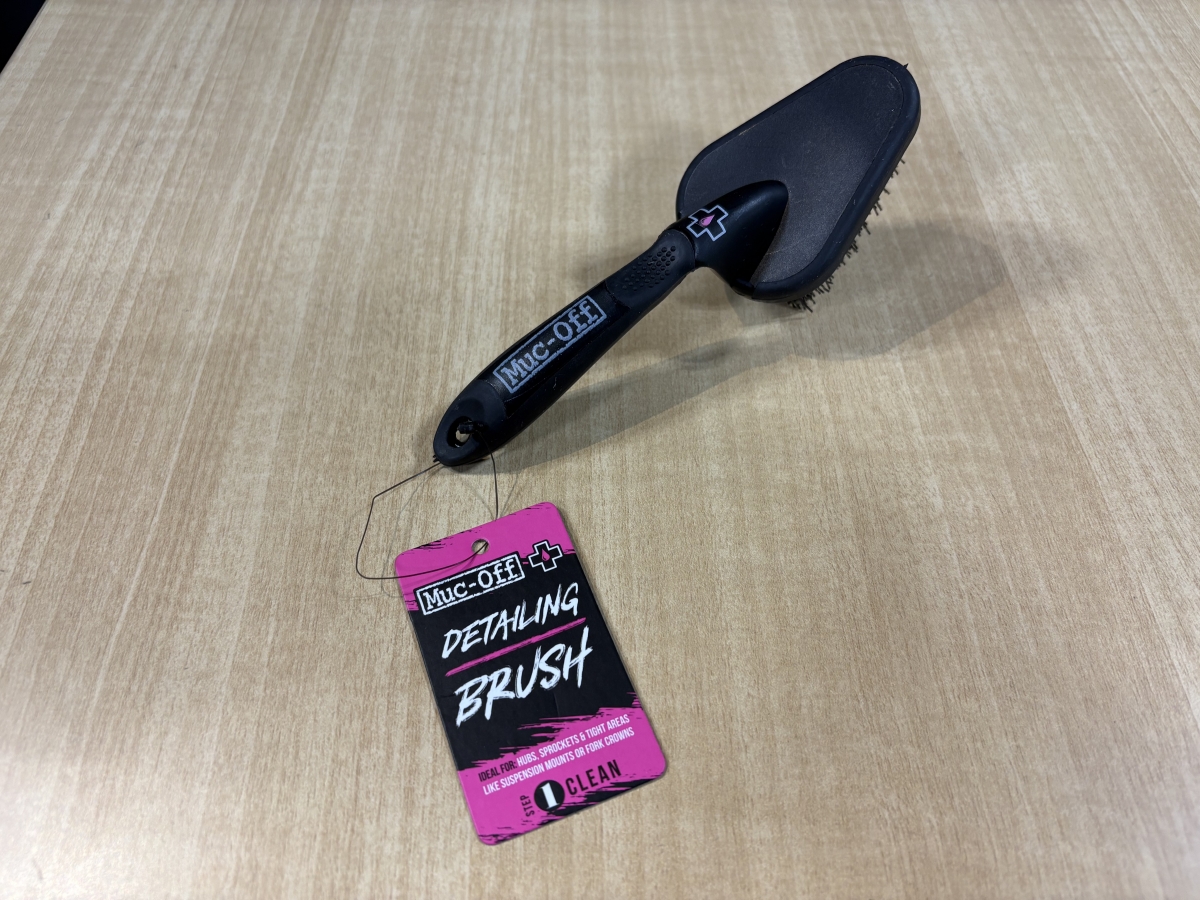 Muc-Off
Muc-Off
DETAILING
BRUSH
IDEAL FOR: HUBS, SPROCKETS & TIGHT AREAS
LIKE SUSPENSION MOUNTS OR FORK CROWNS
STEP 1 CLEAN